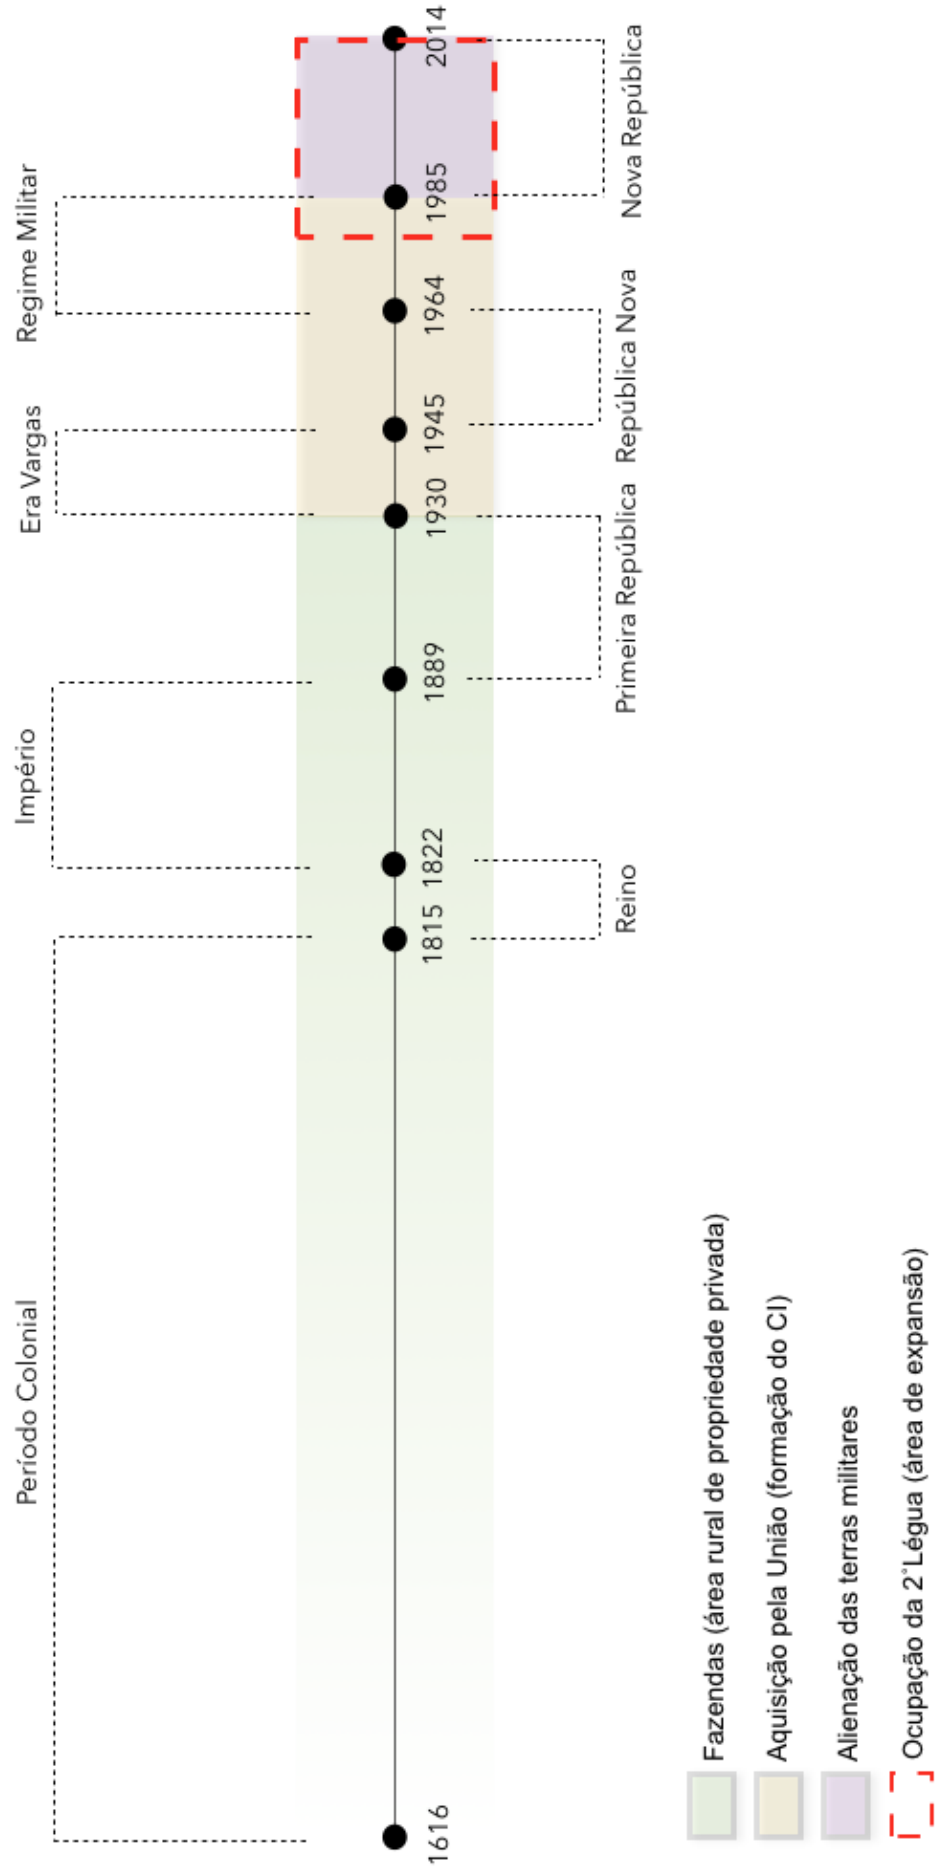 Período Colonial
Império
Era Vargas
Regime Militar
1616
1815
1822
1889
1930
1945
1964
1985
2014
Reino
Primeira República
República Nova
Nova República
Fazendas (área rural de propriedade privada)
Aquisição pela União (formação do CI)
Alienação das terras militares
Ocupação da 2°Légua (área de expansão)